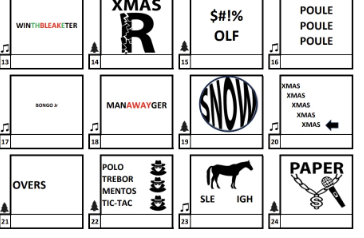 WINTHBLEAKETER
13
XMAS
R
14
$#!%
OLF
15
POULE
POULE
POULE
16
BONGO Jr
17
MANAWAYGER
18
SNOW
19
XMAS
XMAS
XMAS
XMAS
XMAS
20
OVERS
21
POLO
TREBOR
MENTOS
TIC-TAC
22
SLE IGH
23
PAPER
$
24